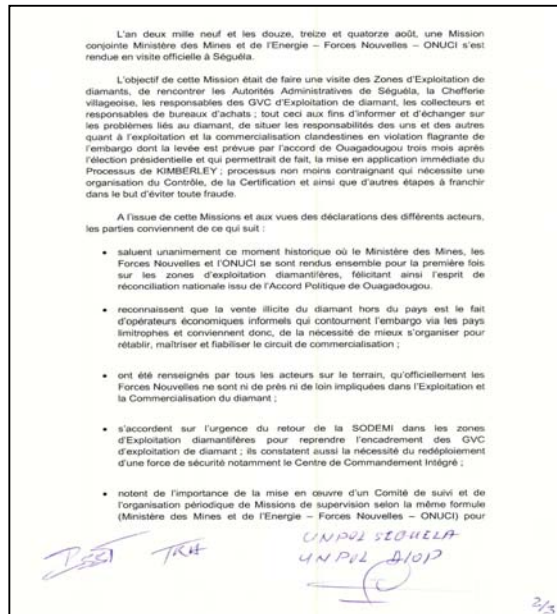 L'an deux mille neuf et les douze, treize et quatorze août, une Mission
conjointe Ministère des Mines et de l'Energie – Forces Nouvelles – ONUCI s'est
rendue en visite officielle à Séguéla.
L'objectif de cette Mission était de faire une visite des Zones d'Exploitation de
diamants, de rencontrer les Autorités Administratives de Séguéla, la Chefferie
villageoise, les responsables des GVC d'Exploitation de diamant, les collecteurs et
responsables de bureaux d'achats ; tout ceci aux fins d'informer et d'échanger sur
les problèmes liés au diamant, de situer les responsabilités des uns et des autres
quant à l'exploitation et la commercialisation clandestines en violation flagrante de
l'embargo dont la levée est prévue par l'accord de Ouagadougou trois mois après
l'élection présidentielle et qui permettrait de fait, la mise en application immédiate du
Processus de KIMBERLEY ; processus non moins contraignant qui nécessite une
organisation du Contrôle, de la Certification et ainsi que d'autres étapes à franchir
dans le but d'éviter toute fraude.
A l'issue de cette Missions et aux vues des déclarations des différents acteurs,
les parties conviennent de ce qui suit :
• saluent unanimement ce moment historique où le Ministère des Mines, les
Forces Nouvelles et l'ONUCI se sont rendus ensemble pour la première fois
sur les zones d'exploitation diamantifères, félicitant ainsi l'esprit de
réconciliation nationale issu de l'Accord Politique de Ouagadougou.
• reconnaissent que la vente illicite du diamant hors du pays est le fait
d'opérateurs économiques informels qui contournent l'embargo via les pays
limitrophes et conviennent donc, de la nécessité de mieux s'organiser pour
rétablir, maîtriser et fiabiliser le circuit de commercialisation ;
• ont été renseignés par tous les acteurs sur le terrain, qu'officiellement les
Forces Nouvelles ne sont ni de près ni de loin impliquées dans l'Exploitation et
la Commercialisation du diamant ;
• s'accordent sur l'urgence du retour de la SODEMI dans les zones
d'Exploitation diamantifères pour reprendre l'encadrement des GVC
d'exploitation de diamant ; ils constatent aussi la nécessité du redéploiement
d'une force de sécurité notamment le Centre de Commandement Intégré ;
• notent de l'importance de la mise en œuvre d'un Comité de suivi et de
l'organisation périodique de Missions de supervision selon la même formule
(Ministère des Mines et de l'Energie – Forces Nouvelles – ONUCI) pour
UNPOL SEGUELA
UNPOL DIOP
2/3